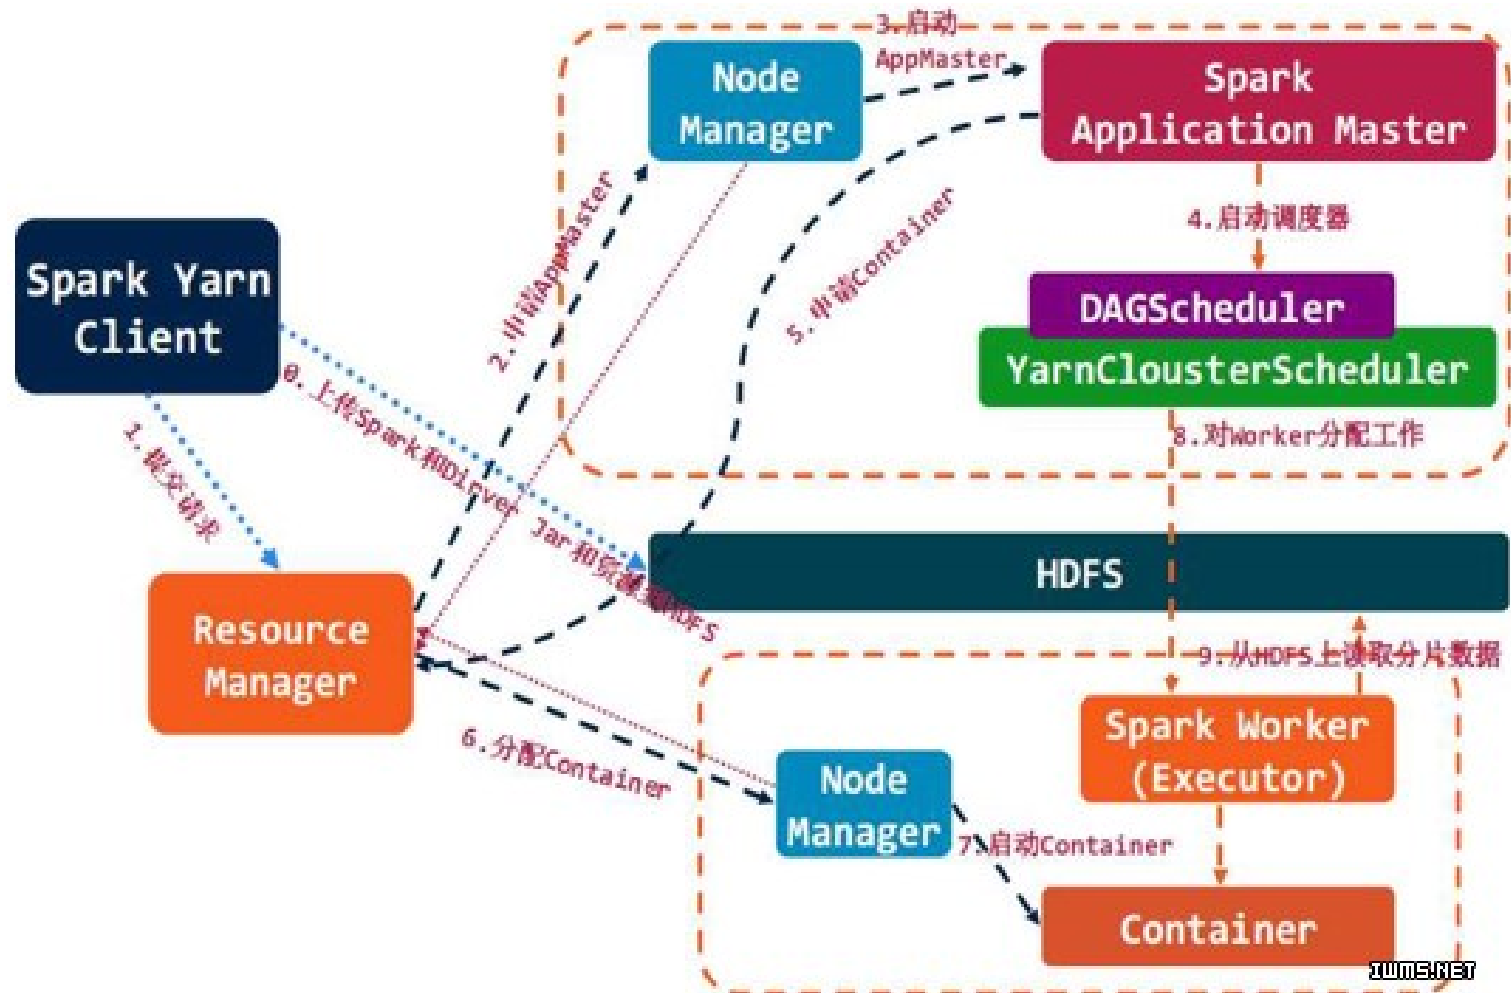 3.启动
AppMaster
Node
Manager
Spark
Application Master
2.申请AppMaster
5.申请Container
4.启动调度器
Spark Yarn
Client
DAGScheduler
YarnClousterScheduler
0.上传Spark和Dirver Jar和资源到HDFS
1.提交请求
8.对Worker分配工作
HDFS
Resource
Manager
9.从HDFS上读取分片数据
6.分配Container
Spark Worker
(Executor)
Node
Manager
7.启动Container
Container
IWMS.NET